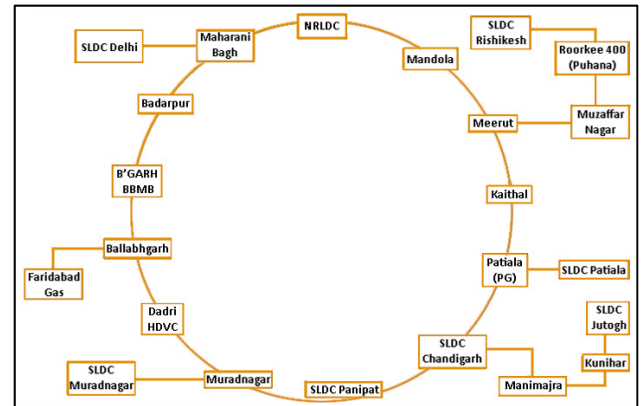 NRLDC
SLDC
Rishikesh
Maharani
Bagh
SLDC Delhi
Mandola
Roorkee 400
(Puhana)
Badarpur
Meerut
Muzaffar
Nagar
B'GARH
BBMB
Kaithal
Ballabhgarh
Patiala
(PG)
SLDC Patiala
Faridabad
Gas
Dadri
HDVC
SLDC
Jutogh
SLDC
Chandigarh
Kunihar
SLDC
Muradnagar
Muradnagar
SLDC Panipat
Manimajra